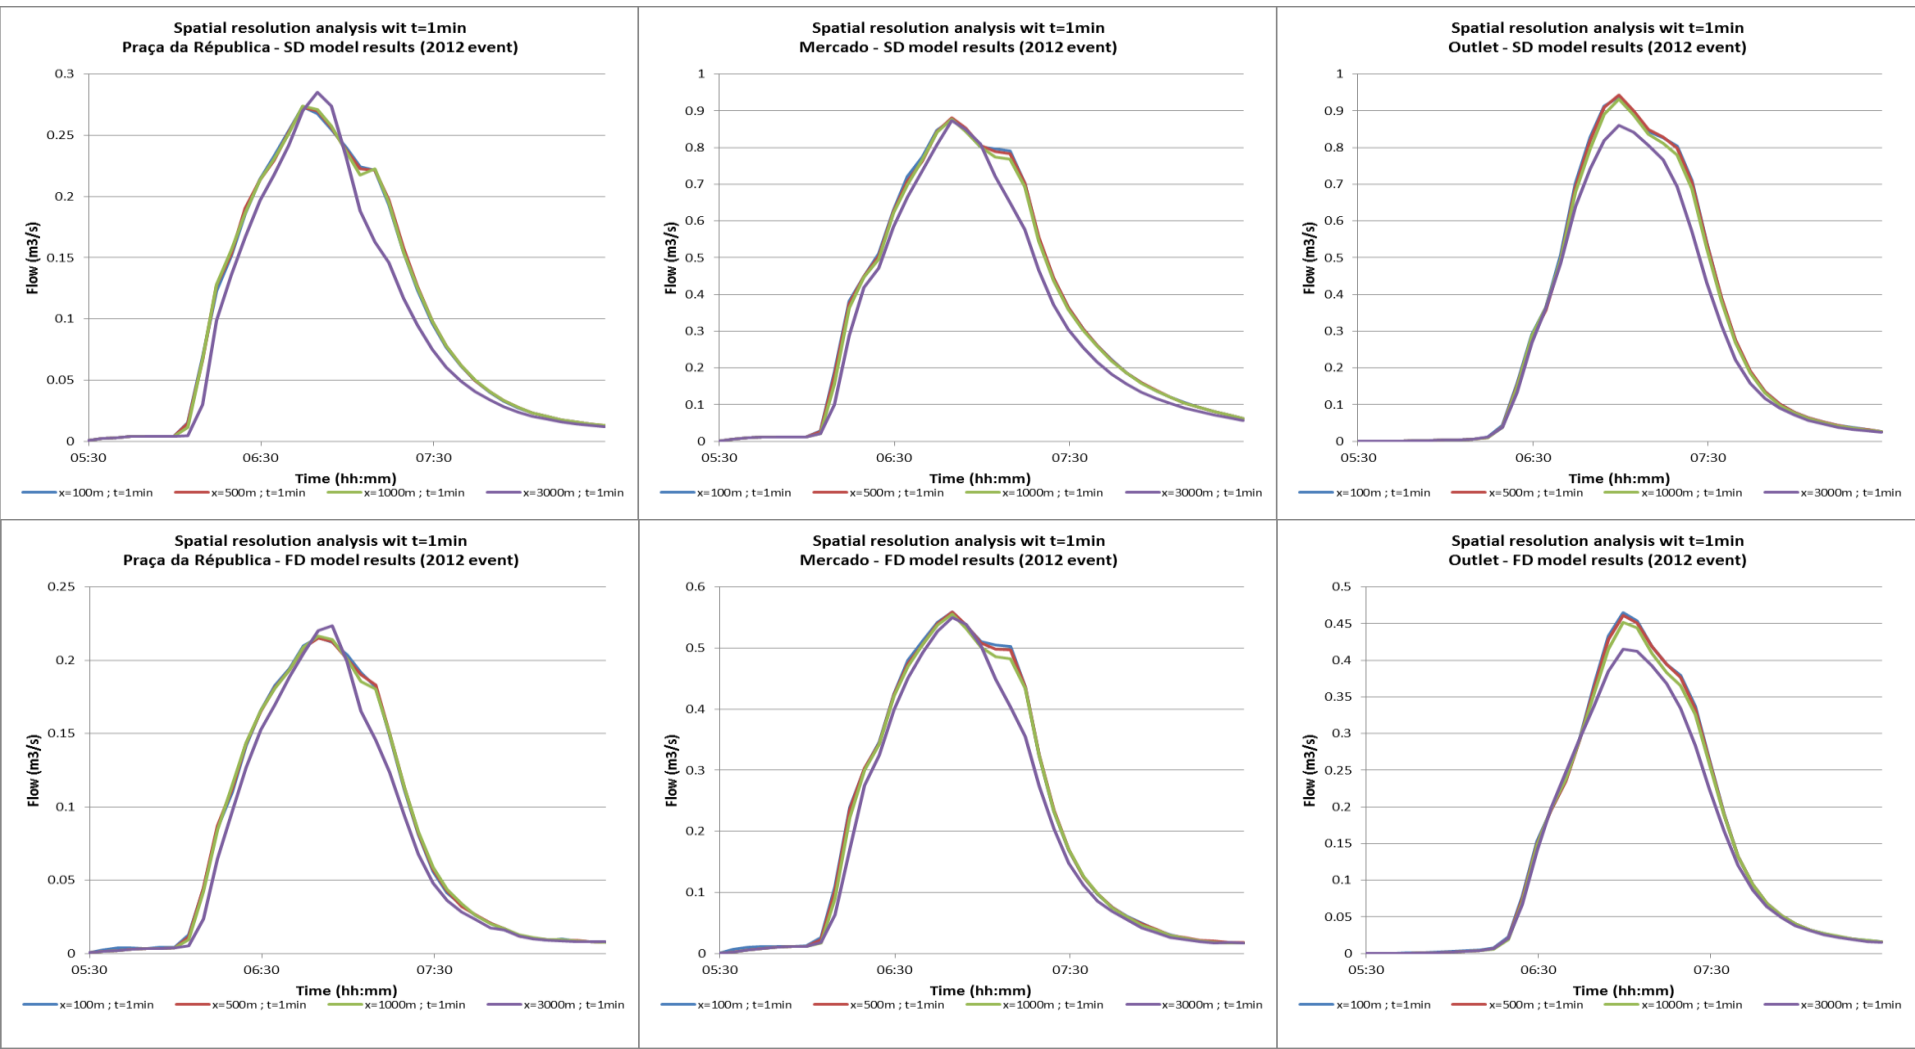 Spatial resolution analysis wit t=1min
Praça da Républica - SD model results (2012 event)
0.3
0.25
0.2
0.15
0.1
0.05
0
Flow (m3/s)
05:30 06:30 07:30
Time (hh:mm)
x=100m ; t=1min x=500m ; t=1min x=1000m ; t=1min x=3000m ; t=1min
Spatial resolution analysis wit t=1min
Mercado - SD model results (2012 event)
1
0.9
0.8
0.7
0.6
0.5
0.4
0.3
0.2
0.1
0
Flow (m3/s)
05:30 06:30 07:30
Time (hh:mm)
x=100m ; t=1min x=500m ; t=1min x=1000m ; t=1min x=3000m ; t=1min
Spatial resolution analysis wit t=1min
Outlet - SD model results (2012 event)
1
0.9
0.8
0.7
0.6
0.5
0.4
0.3
0.2
0.1
0
Flow (m3/s)
05:30 06:30 07:30
Time (hh:mm)
x=100m ; t=1min x=500m ; t=1min x=1000m ; t=1min x=3000m ; t=1min
Spatial resolution analysis wit t=1min
Praça da Républica - FD model results (2012 event)
0.25
0.2
0.15
0.1
0.05
0
Flow (m3/s)
05:30 06:30 07:30
Time (hh:mm)
x=100m ; t=1min x=500m ; t=1min x=1000m ; t=1min x=3000m ; t=1min
Spatial resolution analysis wit t=1min
Mercado - FD model results (2012 event)
0.6
0.5
0.4
0.3
0.2
0.1
0
Flow (m3/s)
05:30 06:30 07:30
Time (hh:mm)
x=100m ; t=1min x=500m ; t=1min x=1000m ; t=1min x=3000m ; t=1min
Spatial resolution analysis wit t=1min
Outlet - FD model results (2012 event)
0.5
0.45
0.4
0.35
0.3
0.25
0.2
0.15
0.1
0.05
0
Flow (m3/s)
05:30 06:30 07:30
Time (hh:mm)
x=100m ; t=1min x=500m ; t=1min x=1000m ; t=1min x=3000m ; t=1min